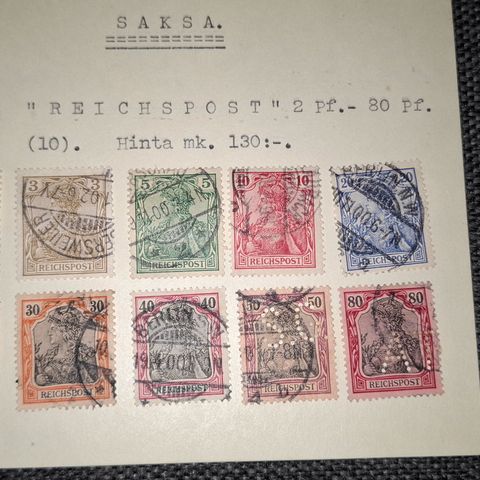 SAKSA.
"REICHSPOST" 2 Pf.- 80 Pf.
(10). Hinta mk. 130:-.
3 3 5 5 10 10 20
REICHSPOST REICHSPOST REICHSPOST REICHSPOST
30 30 40 40 50 50 80 80
BERLIN
REICHSPOST REICHSPOST REICHSPOST REICHSPOST